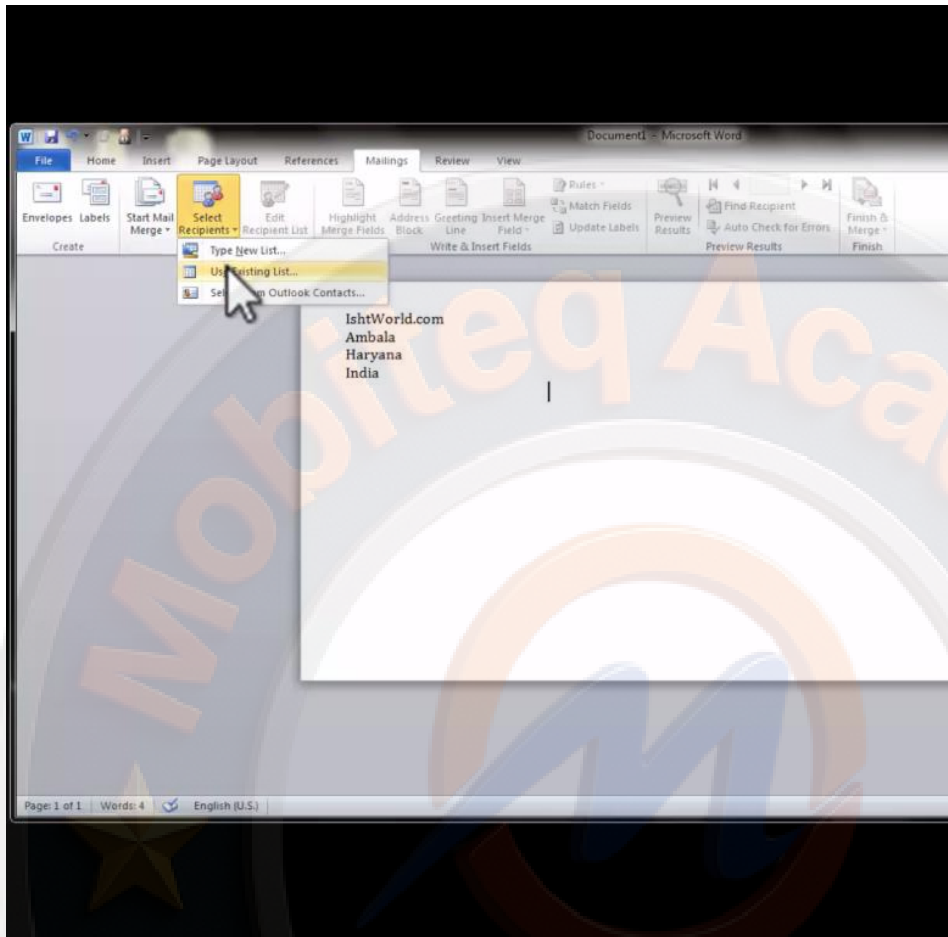 Document1 - Microsoft Word
File Home Insert Page Layout References Mailings Review View
Envelopes Labels Start Mail Merge Select Recipients Edit Recipient List Highlight Merge Fields Address Block Greeting Line Insert Merge Field Rules Match Fields Update Labels Preview Results Find Recipient Auto Check for Errors Finish & Merge
Create Write & Insert Fields Preview Results Finish
Type New List...
Use Existing List...
Outlook Contacts...
IshtWorld.com
Ambala
Haryana
India
Mobiteq
Page: 1 of 1 Words: 4 English (U.S.)